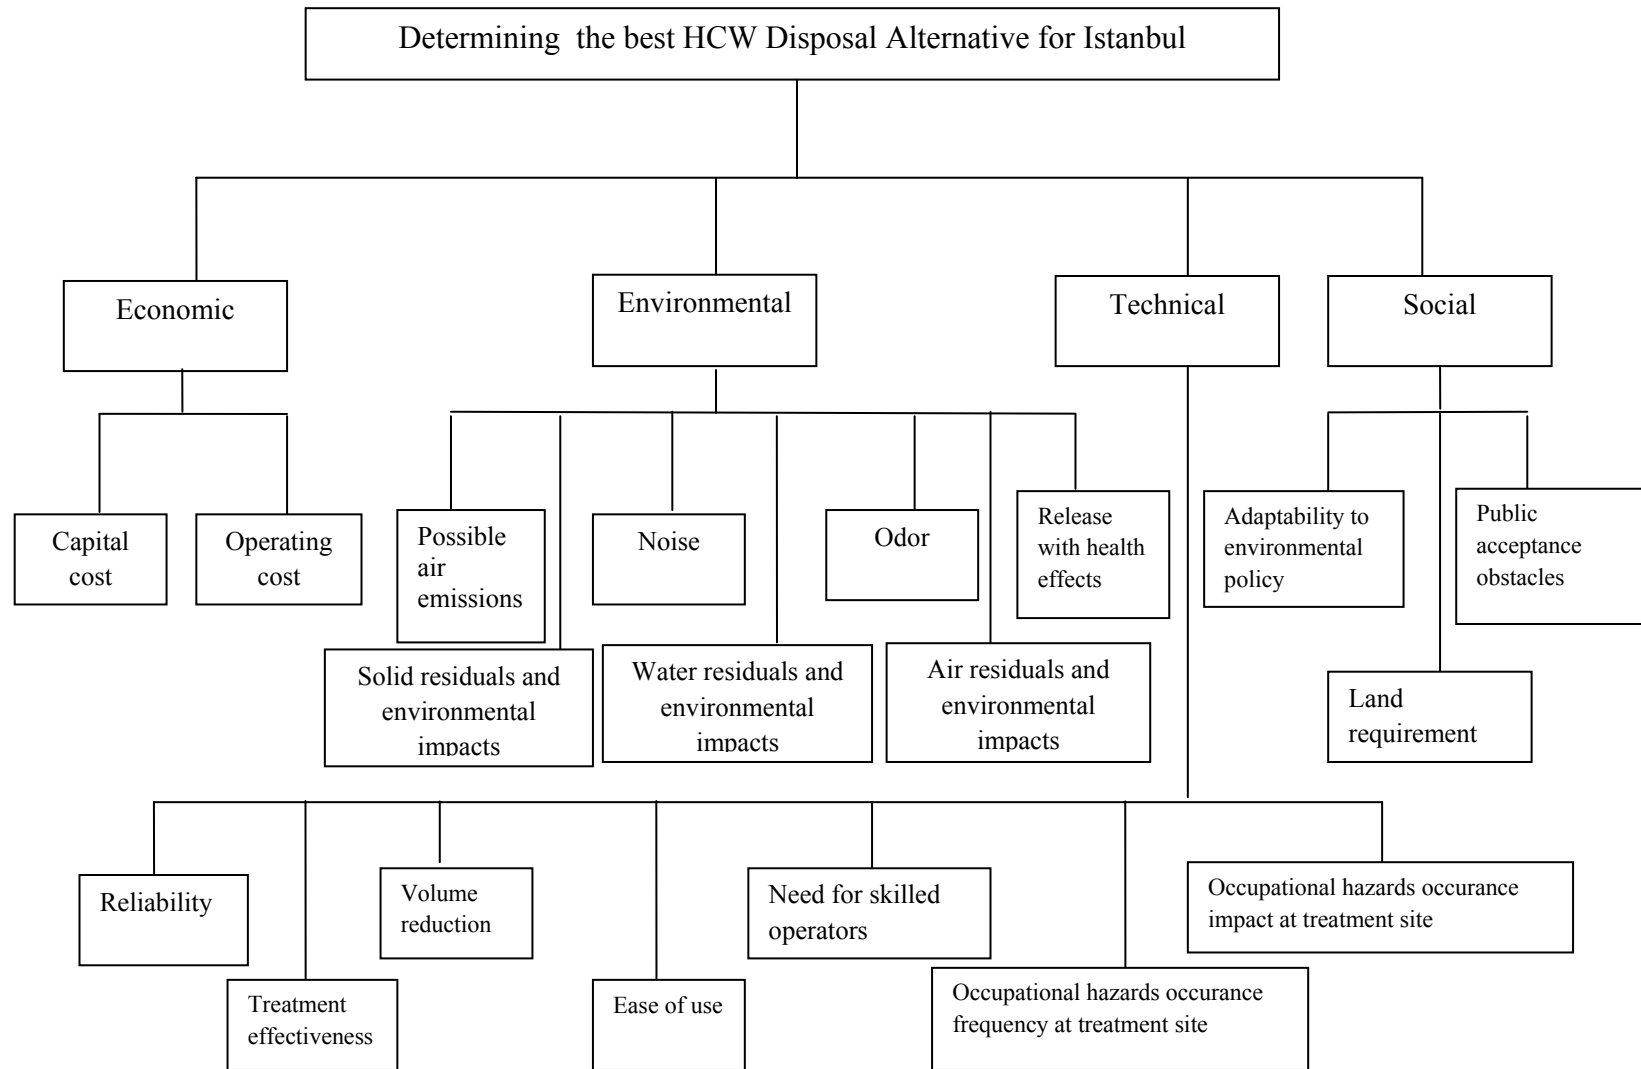 Determining the best HCW Disposal Alternative for Istanbul
Economic
Environmental
Technical
Social
Capital
cost
Operating
cost
Possible
air
emissions
Noise
Odor
Release
with health
effects
Adaptability to
environmental
policy
Public
acceptance
obstacles
Solid residuals and
environmental
impacts
Water residuals and
environmental
impacts
Air residuals and
environmental
impacts
Land
requirement
Reliability
Volume
reduction
Need for skilled
operators
Occupational hazards occurance
impact at treatment site
Treatment
effectiveness
Ease of use
Occupational hazards occurance
frequency at treatment site